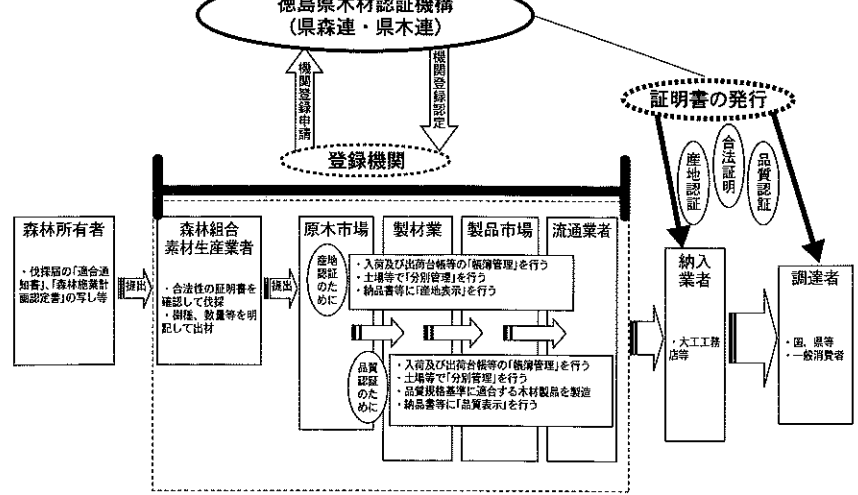 徳島県木材認証機構
（県森連・県木連）
機関登録申請
機関登録認定
証明書の発行
登録機関
産地認証
合法証明
品質認証
森林所有者
・伐採届の「適合通
知書」、「森林施業計
画認定書」の写し等
提出
森林組合
素材生産業者
・合法性の証明書を
確認して伐採
・樹種、数量等を明
記して出材
提出
原木市場
製材業
製品市場
流通業者
産地
認証
のた
めに
・入荷及び出荷台帳等の「帳簿管理」を行う
・土場等で「分別管理」を行う
・納品書等に「産地表示」を行う
品質
認証
のた
めに
・入荷及び出荷台帳等の「帳簿管理」を行う
・土場等で「分別管理」を行う
・品質規格基準に適合する木材製品を製造
・納品書等に「品質表示」を行う
納入
業者
・大工工務
店等
調達者
・国、県等
・一般消費者